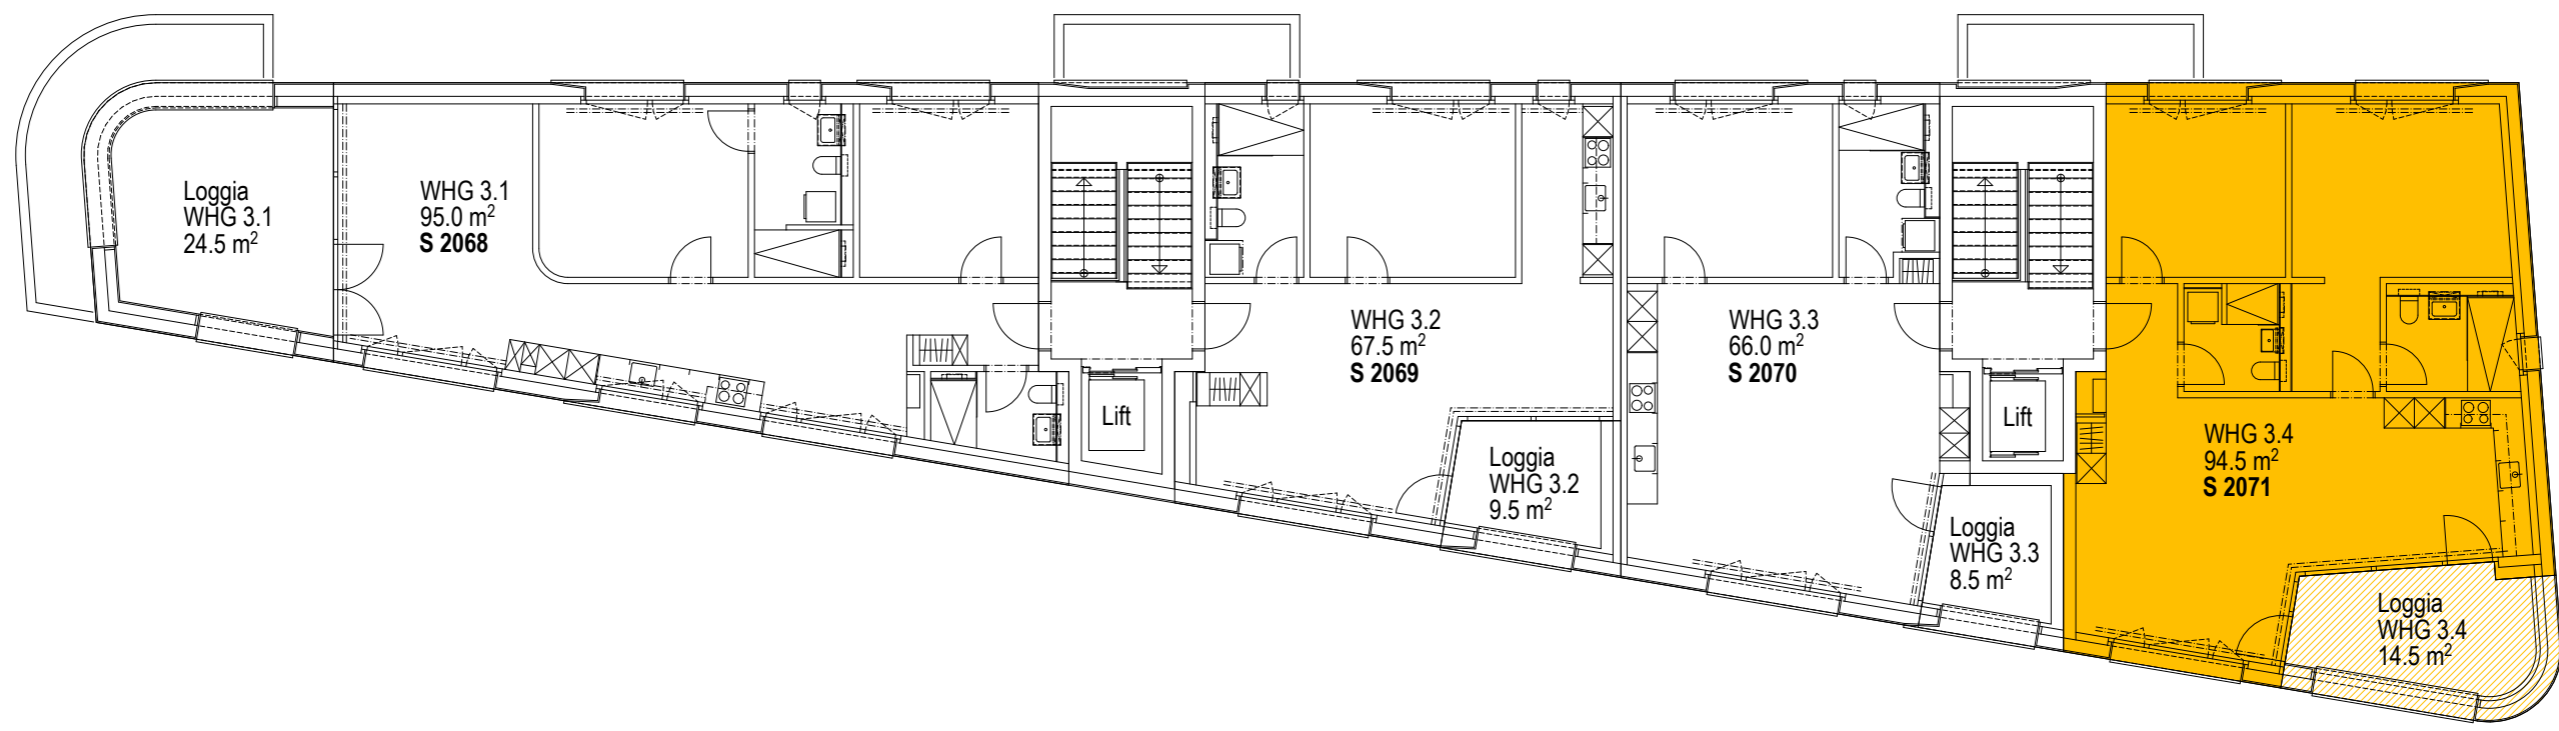 Loggia
WHG 3.1
24.5 m²
WHG 3.1
95.0 m²
S 2068
Lift
WHG 3.2
67.5 m²
S 2069
Loggia
WHG 3.2
9.5 m²
WHG 3.3
66.0 m²
S 2070
Loggia
WHG 3.3
8.5 m²
Lift
WHG 3.4
94.5 m²
S 2071
Loggia
WHG 3.4
14.5 m²